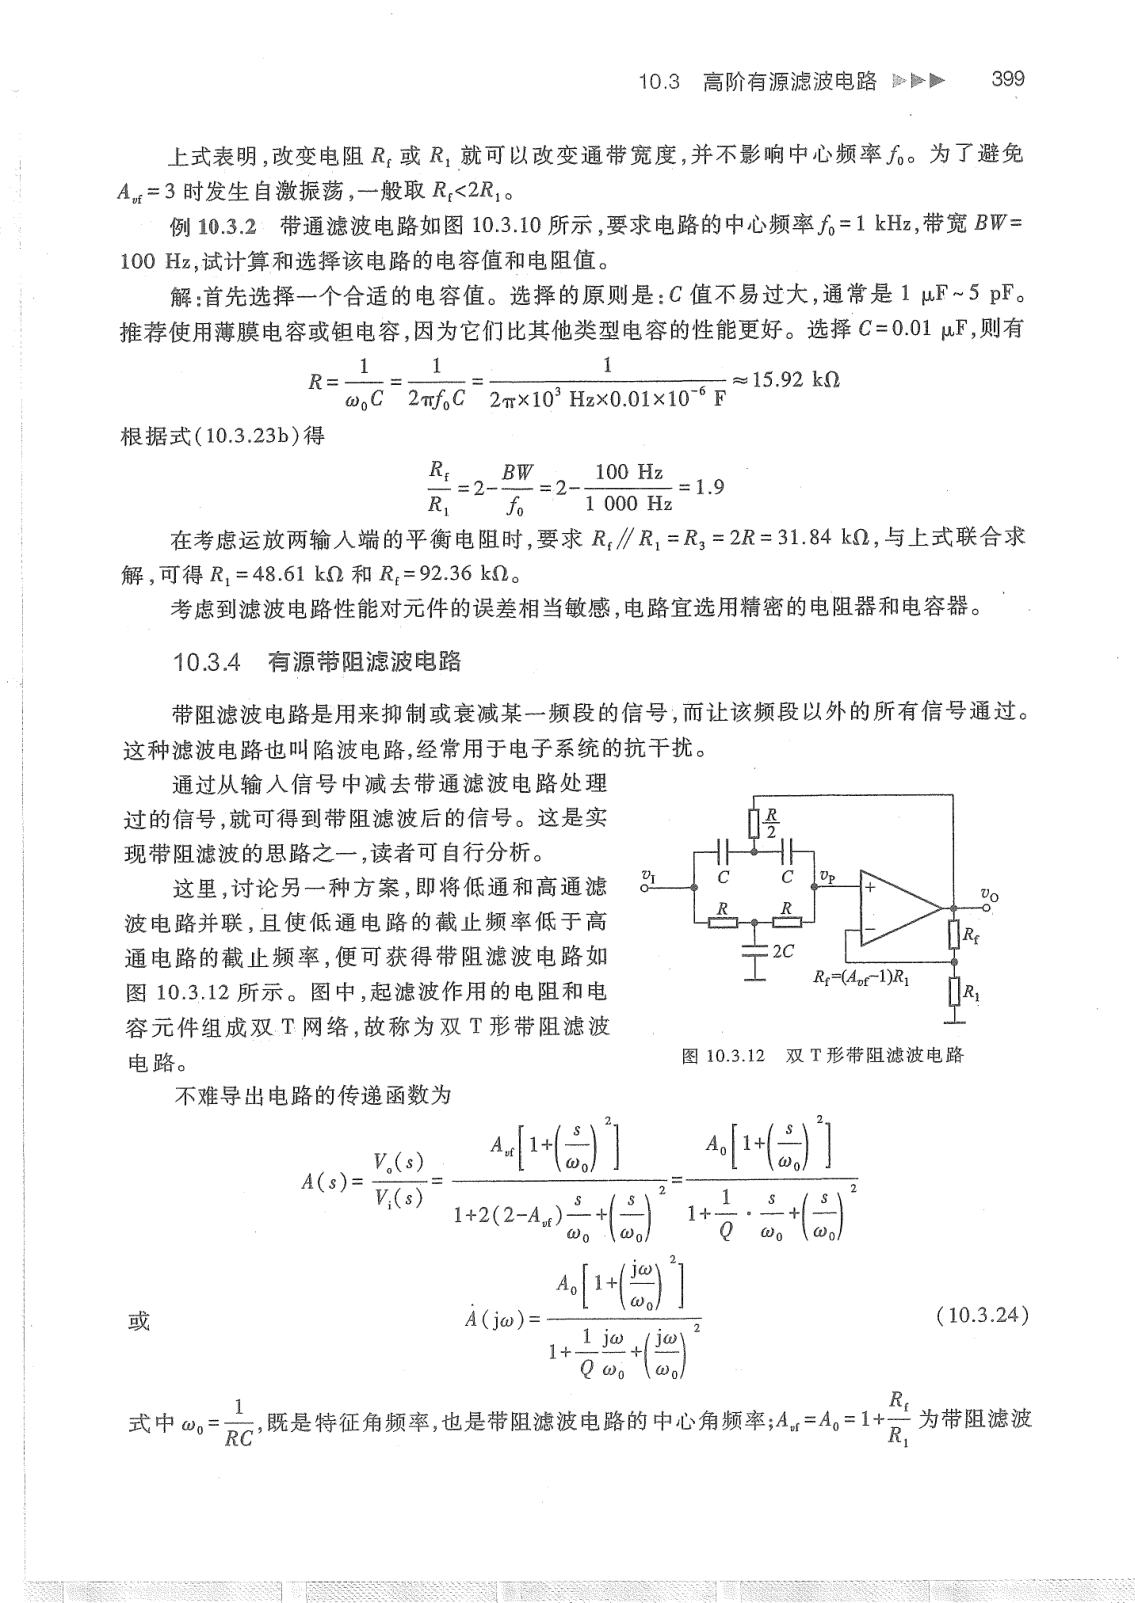 10.3 高阶有源滤波电路 ▶▶▶ 399
上式表明,改变电阻 R_f 或 R_1 就可以改变通带宽度,并不影响中心频率 f_0。为了避免
A_vf=3 时发生自激振荡,一般取 R_f<2R_1。
例 10.3.2 带通滤波电路如图 10.3.10 所示,要求电路的中心频率 f_0=1 kHz,带宽 BW=
100 Hz,试计算和选择该电路的电容值和电阻值。
解:首先选择一个合适的电容值。选择的原则是:C 值不易过大,通常是 1 μF~5 pF。
推荐使用薄膜电容或钽电容,因为它们比其他类型电容的性能更好。选择 C=0.01 μF,则有
R=1/(ω_0C)=1/(2πf_0C)=1/(2π×10^3 Hz×0.01×10^-6 F)≈15.92 kΩ
根据式(10.3.23b)得
R_f/R_1=2-BW/f_0=2-100 Hz/1 000 Hz=1.9
在考虑运放两输入端的平衡电阻时,要求 R_f∥R_1=R_3=2R=31.84 kΩ,与上式联合求
解,可得 R_1=48.61 kΩ 和 R_f=92.36 kΩ。
考虑到滤波电路性能对元件的误差相当敏感,电路宜选用精密的电阻器和电容器。
10.3.4 有源带阻滤波电路
带阻滤波电路是用来抑制或衰减某一频段的信号,而让该频段以外的所有信号通过。
这种滤波电路也叫陷波电路,经常用于电子系统的抗干扰。
通过从输入信号中减去带通滤波电路处理
过的信号,就可得到带阻滤波后的信号。这是实
现带阻滤波的思路之一,读者可自行分析。
这里,讨论另一种方案,即将低通和高通滤
波电路并联,且使低通电路的截止频率低于高
通电路的截止频率,便可获得带阻滤波电路如
图 10.3.12 所示。图中,起滤波作用的电阻和电
容元件组成双 T 网络,故称为双 T 形带阻滤波
电路。
R/2
C
C
v_I
v_P
+
-
v_O
R
R
2C
R_f
R_f=(A_vf-1)R_1
R_1
图 10.3.12 双 T 形带阻滤波电路
不难导出电路的传递函数为
A(s)=V_o(s)/V_i(s)=A_vf[1+(s/ω_0)^2]/(1+2(2-A_vf)s/ω_0+(s/ω_0)^2)=A_0[1+(s/ω_0)^2]/(1+1/Q·s/ω_0+(s/ω_0)^2)
或 Ȧ(jω)=A_0[1+(jω/ω_0)^2]/(1+1/Q jω/ω_0+(jω/ω_0)^2) (10.3.24)
式中 ω_0=1/RC,既是特征角频率,也是带阻滤波电路的中心角频率;A_vf=A_0=1+R_f/R_1 为带阻滤波